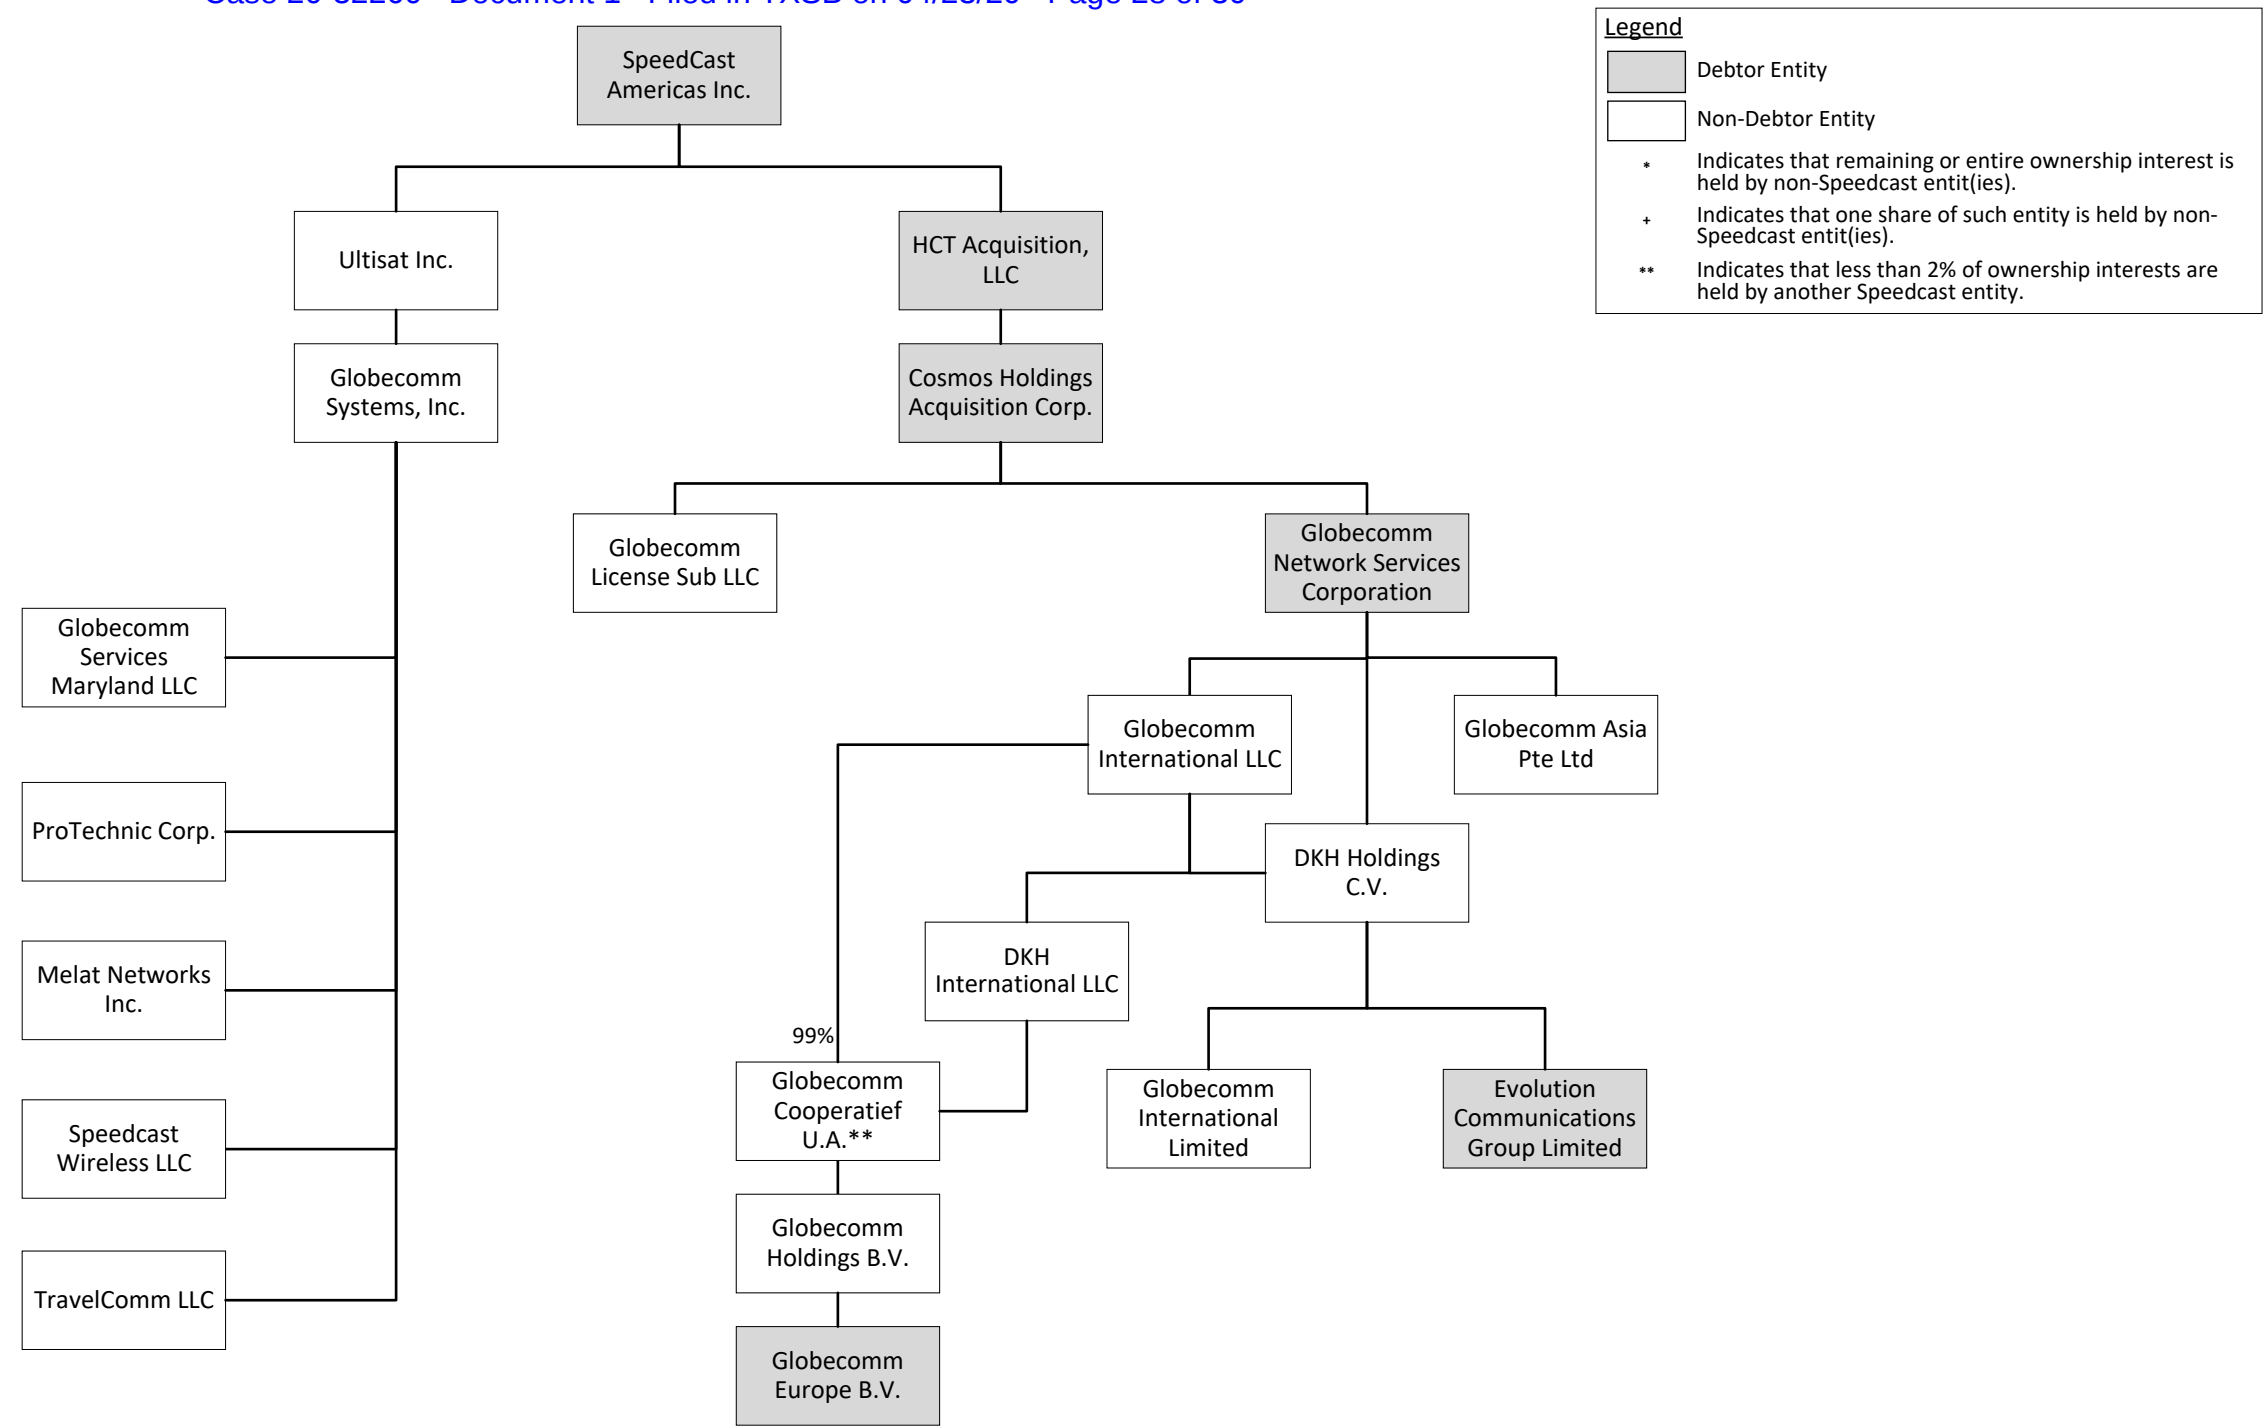 SpeedCast
Americas Inc.
Legend
Debtor Entity
Non-Debtor Entity
* Indicates that remaining or entire ownership interest is
held by non-Speedcast entit(ies).
+ Indicates that one share of such entity is held by non-
Speedcast entit(ies).
** Indicates that less than 2% of ownership interests are
held by another Speedcast entity.
Ultisat Inc.
HCT Acquisition,
LLC
Globecomm
Systems, Inc.
Cosmos Holdings
Acquisition Corp.
Globecomm
License Sub LLC
Globecomm
Network Services
Corporation
Globecomm
Services
Maryland LLC
Globecomm
International LLC
Globecomm Asia
Pte Ltd
ProTechnic Corp.
DKH Holdings
C.V.
Melat Networks
Inc.
DKH
International LLC
99%
Globecomm
Cooperatief
U.A.**
Globecomm
International
Limited
Evolution
Communications
Group Limited
Speedcast
Wireless LLC
Globecomm
Holdings B.V.
TravelComm LLC
Globecomm
Europe B.V.